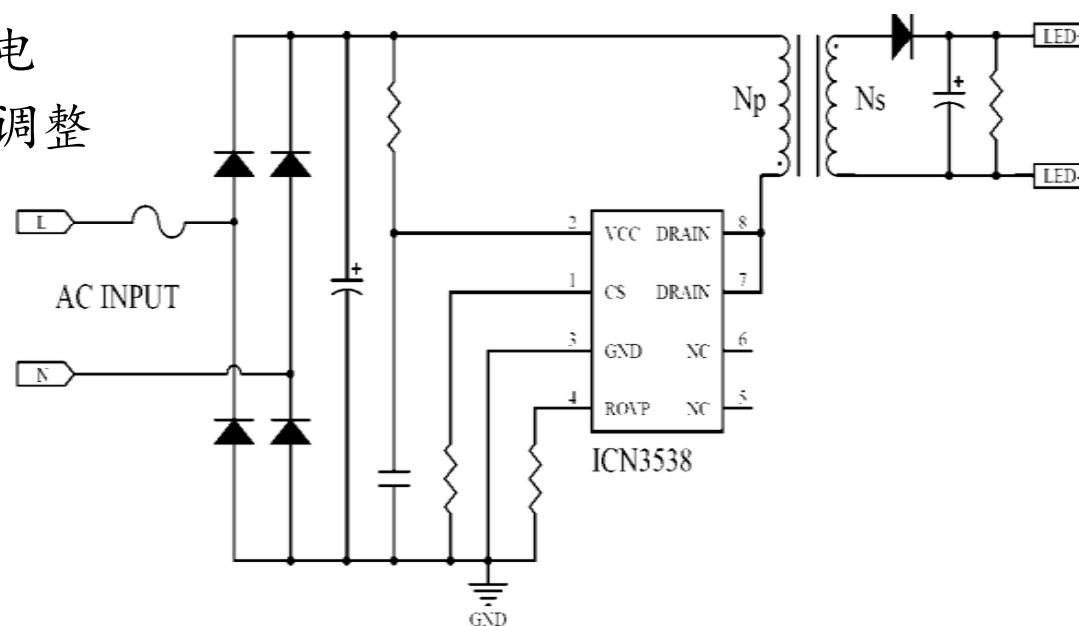 电
调整
LED
Np
Ns
LED
L
2 VCC DRAIN 8
AC INPUT
1 CS DRAIN 7
3 GND NC 6
N
4 ROVP NC 5
ICN3538
GND